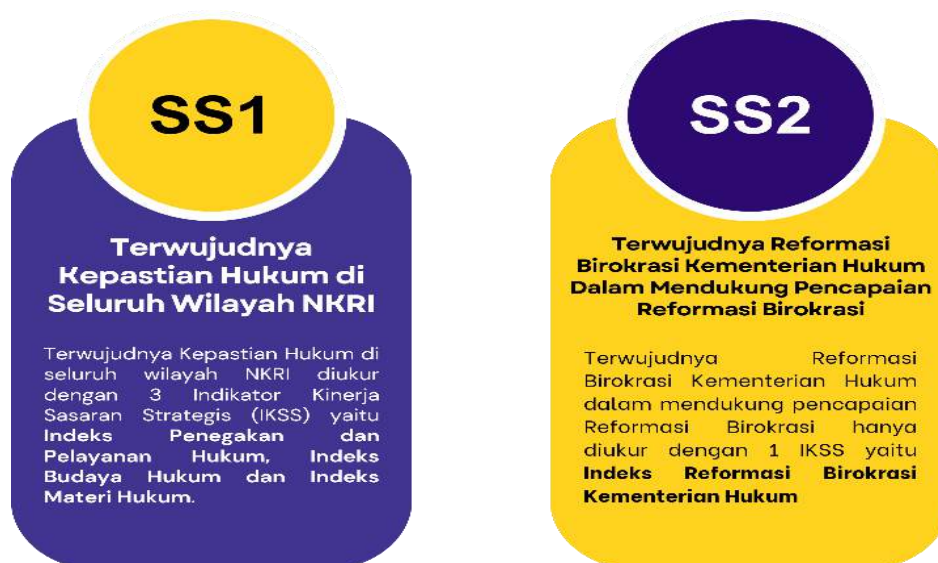 SS1
Terwujudnya
Kepastian Hukum di
Seluruh Wilayah NKRI
Terwujudnya Kepastian Hukum di
seluruh wilayah NKRI diukur
dengan 3 Indikator Kinerja
Sasaran Strategis (IKSS) yaitu
Indeks Penegakan dan
Pelayanan Hukum, Indeks
Budaya Hukum dan Indeks
Materi Hukum.
SS2
Terwujudnya Reformasi
Birokrasi Kementerian Hukum
Dalam Mendukung Pencapaian
Reformasi Birokrasi
Terwujudnya Reformasi
Birokrasi Kementerian Hukum
dalam mendukung pencapaian
Reformasi Birokrasi hanya
diukur dengan 1 IKSS yaitu
Indeks Reformasi Birokrasi
Kementerian Hukum